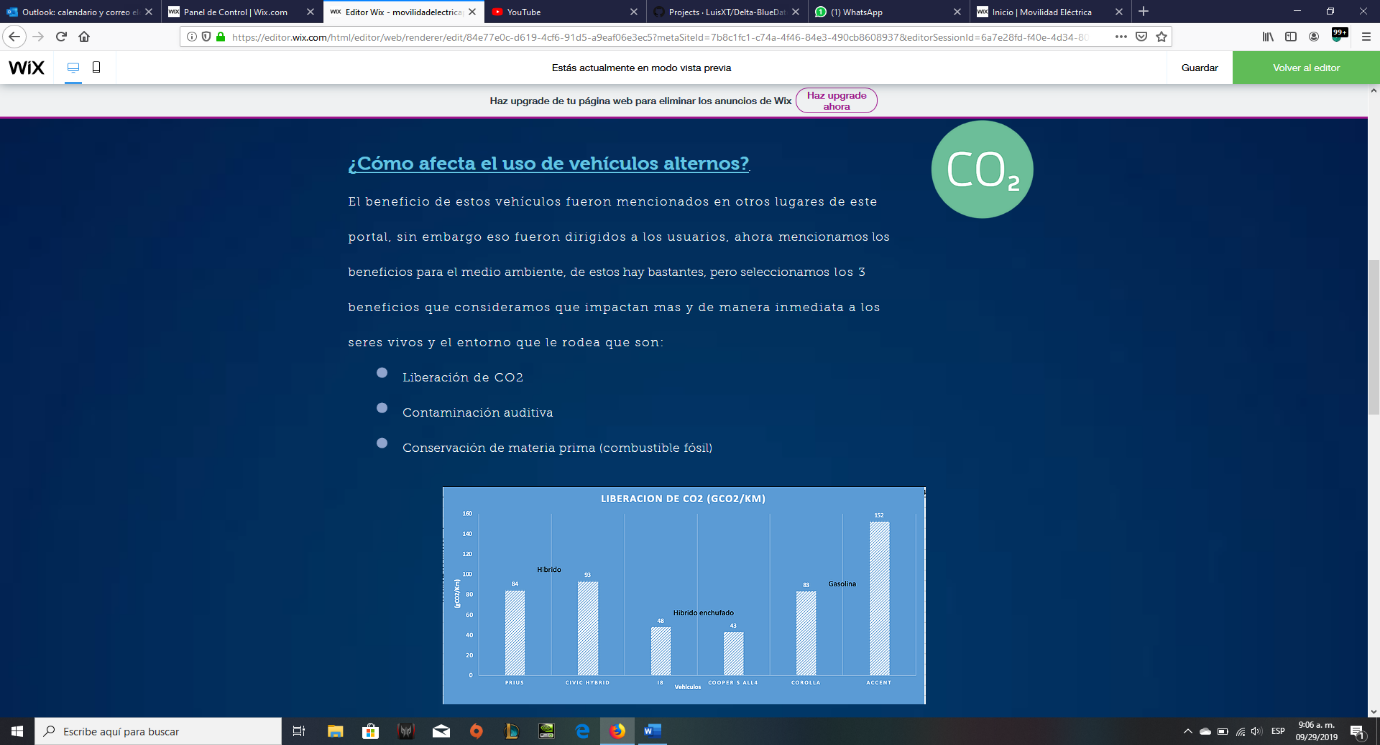 Outlook: calendario y correo el
Panel de Control | Wix.com
Editor Wix - movilidadelectrica
YouTube
Projects · LuisXT/Delta-BlueDat
(1) WhatsApp
Inicio | Movilidad Eléctrica
https://editor.wix.com/html/editor/web/renderer/edit/84e77e0c-d619-4cf6-91d5-a9eaf06e3ec5?metaSiteId=7b8c1fc1-c74a-4f46-84e3-490cb8608937&editorSessionId=6a7e28fd-f40e-4d34-80
99+
WiX
Estás actualmente en modo vista previa
Guardar
Volver al editor
Haz upgrade de tu página web para eliminar los anuncios de Wix
Haz upgrade
ahora
CO2
¿Cómo afecta el uso de vehículos alternos?
El beneficio de estos vehículos fueron mencionados en otros lugares de este
portal, sin embargo eso fueron dirigidos a los usuarios, ahora mencionamos los
beneficios para el medio ambiente, de estos hay bastantes, pero seleccionamos los 3
beneficios que consideramos que impactan mas y de manera inmediata a los
seres vivos y el entorno que le rodea que son:
Liberación de CO2
Contaminación auditiva
Conservación de materia prima (combustible fósil)
LIBERACION DE CO2 (GCO2/KM)
(gCO2/Km)
160
140
120
100
80
60
40
20
0
84
Híbrido
93
48
Híbrido enchufado
43
83
Gasolina
152
PRIUS
CIVIC HYBRID
I8
COOPER S ALL4
COROLLA
ACCENT
Vehículos
Escribe aquí para buscar
ESP
9:06 a. m.
09/29/2019
1